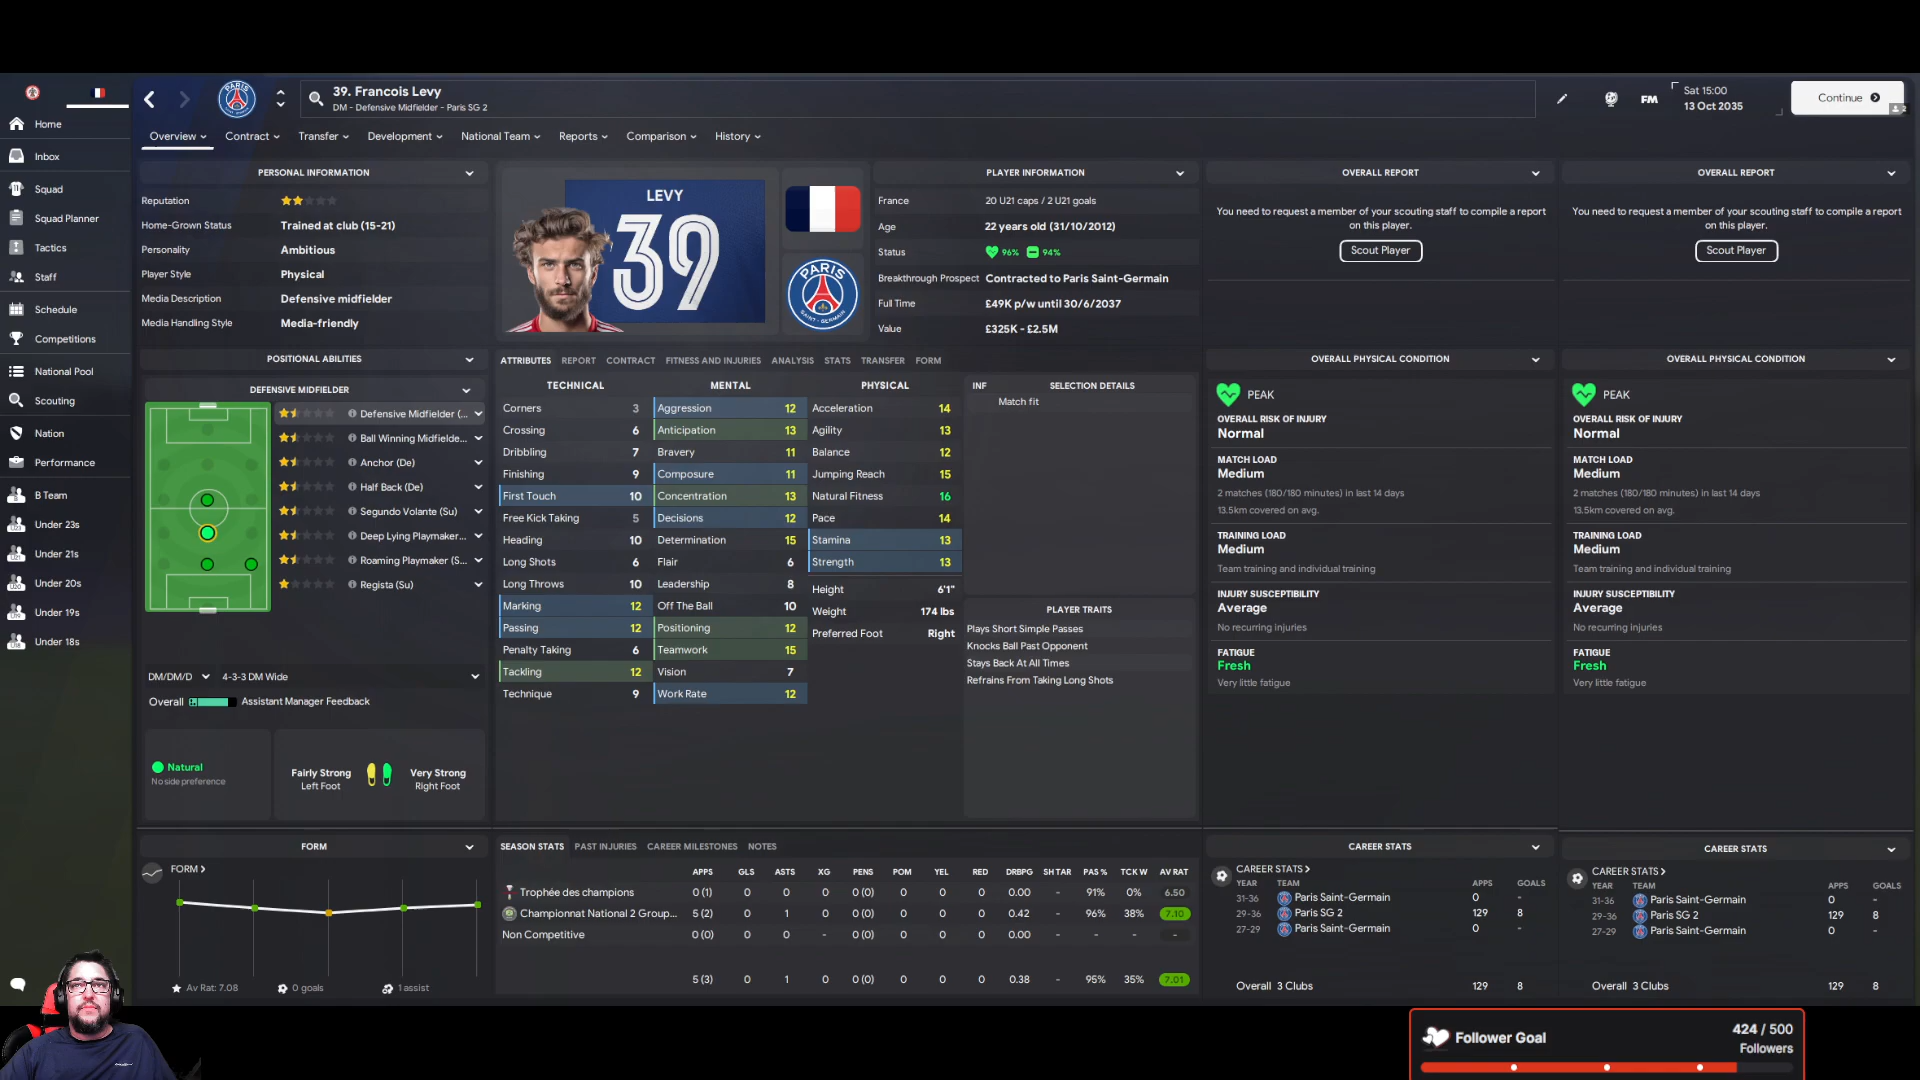 39. Francois Levy
DM - Defensive Midfielder - Paris SG 2
FM
Sat 15:00
13 Oct 2035
Continue
2
Home
Inbox
Squad
Squad Planner
Tactics
Staff
Schedule
Competitions
National Pool
Scouting
Nation
Performance
B Team
Under 23s
Under 21s
Under 20s
Under 19s
Under 18s
Overview
Contract
Transfer
Development
National Team
Reports
Comparison
History
PERSONAL INFORMATION
Reputation
Home-Grown Status Trained at club (15-21)
Personality Ambitious
Player Style Physical
Media Description Defensive midfielder
Media Handling Style Media-friendly
LEVY
39
PARIS
SAINT-GERMAIN
PLAYER INFORMATION
France 20 U21 caps / 2 U21 goals
Age 22 years old (31/10/2012)
Status 96% 94%
Breakthrough Prospect Contracted to Paris Saint-Germain
Full Time £49K p/w until 30/6/2037
Value £325K - £2.5M
OVERALL REPORT
You need to request a member of your scouting staff to compile a report
on this player.
Scout Player
OVERALL REPORT
You need to request a member of your scouting staff to compile a report
on this player.
Scout Player
POSITIONAL ABILITIES
DEFENSIVE MIDFIELDER
Defensive Midfielder (...
Ball Winning Midfielde...
Anchor (De)
Half Back (De)
Segundo Volante (Su)
Deep Lying Playmaker...
Roaming Playmaker (S...
Regista (Su)
DM/DM/D 4-3-3 DM Wide
Overall Assistant Manager Feedback
Natural
No side preference
Fairly Strong
Left Foot
Very Strong
Right Foot
ATTRIBUTES REPORT CONTRACT FITNESS AND INJURIES ANALYSIS STATS TRANSFER FORM
TECHNICAL
Corners 3
Crossing 6
Dribbling 7
Finishing 9
First Touch 10
Free Kick Taking 5
Heading 10
Long Shots 6
Long Throws 10
Marking 12
Passing 12
Penalty Taking 6
Tackling 12
Technique 9
MENTAL
Aggression 12
Anticipation 13
Bravery 11
Composure 11
Concentration 13
Decisions 12
Determination 15
Flair 6
Leadership 8
Off The Ball 10
Positioning 12
Teamwork 15
Vision 7
Work Rate 12
PHYSICAL
Acceleration 14
Agility 13
Balance 12
Jumping Reach 15
Natural Fitness 16
Pace 14
Stamina 13
Strength 13
Height 6'1"
Weight 174 lbs
Preferred Foot Right
INF SELECTION DETAILS
Match fit
PLAYER TRAITS
Plays Short Simple Passes
Knocks Ball Past Opponent
Stays Back At All Times
Refrains From Taking Long Shots
OVERALL PHYSICAL CONDITION
PEAK
OVERALL RISK OF INJURY
Normal
MATCH LOAD
Medium
2 matches (180/180 minutes) in last 14 days
13.5km covered on avg.
TRAINING LOAD
Medium
Team training and individual training
INJURY SUSCEPTIBILITY
Average
No recurring injuries
FATIGUE
Fresh
Very little fatigue
OVERALL PHYSICAL CONDITION
PEAK
OVERALL RISK OF INJURY
Normal
MATCH LOAD
Medium
2 matches (180/180 minutes) in last 14 days
13.5km covered on avg.
TRAINING LOAD
Medium
Team training and individual training
INJURY SUSCEPTIBILITY
Average
No recurring injuries
FATIGUE
Fresh
Very little fatigue
FORM
FORM
Av Rat: 7.08 0 goals 1 assist
SEASON STATS PAST INJURIES CAREER MILESTONES NOTES
APPS GLS ASTS XG PENS POM YEL RED DRBPG SH TAR PAS % TCK W AV RAT
Trophée des champions 0 (1) 0 0 0 0 (0) 0 0 0 0.00 - 91% 0% 6.50
Championnat National 2 Group... 5 (2) 0 1 0 0 (0) 0 0 0 0.42 - 96% 38% 7.10
Non Competitive 0 (0) 0 0 - 0 (0) 0 0 0 0.00 - - - -
5 (3) 0 1 0 0 (0) 0 0 0 0.38 - 95% 35% 7.01
CAREER STATS
CAREER STATS
YEAR TEAM APPS GOALS
31-36 Paris Saint-Germain 0 -
29-36 Paris SG 2 129 8
27-29 Paris Saint-Germain 0 -
Overall 3 Clubs 129 8
CAREER STATS
CAREER STATS
YEAR TEAM APPS GOALS
31-36 Paris Saint-Germain 0 -
29-36 Paris SG 2 129 8
27-29 Paris Saint-Germain 0 -
Overall 3 Clubs 129 8
Follower Goal
424 / 500
Followers